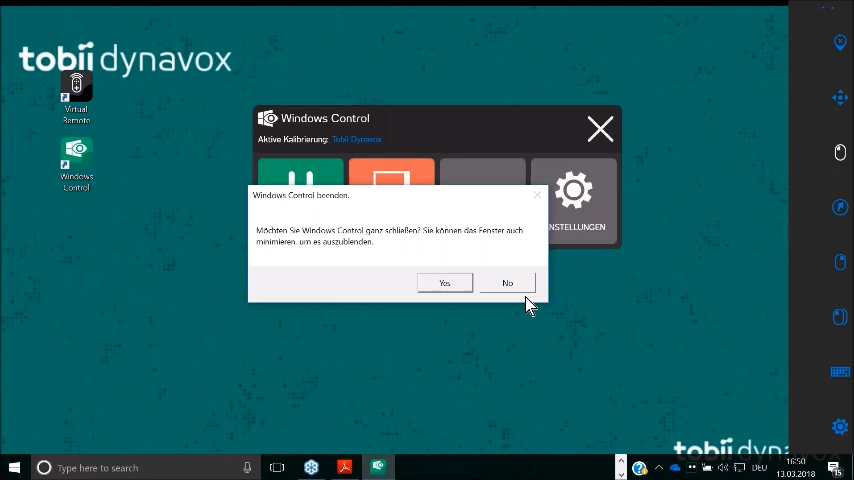 tobii dynavox
Virtual
Remote
Windows
Control
Windows Control
Aktive Kalibrierung: Tobii Dynavox
NSTELLUNGEN
Windows Control beenden.
Möchten Sie Windows Control ganz schließen? Sie können das Fenster auch
minimieren, um es auszublenden.
Yes
No
tobii dynavox
Type here to search
DEU
16:50
13.03.2018
15